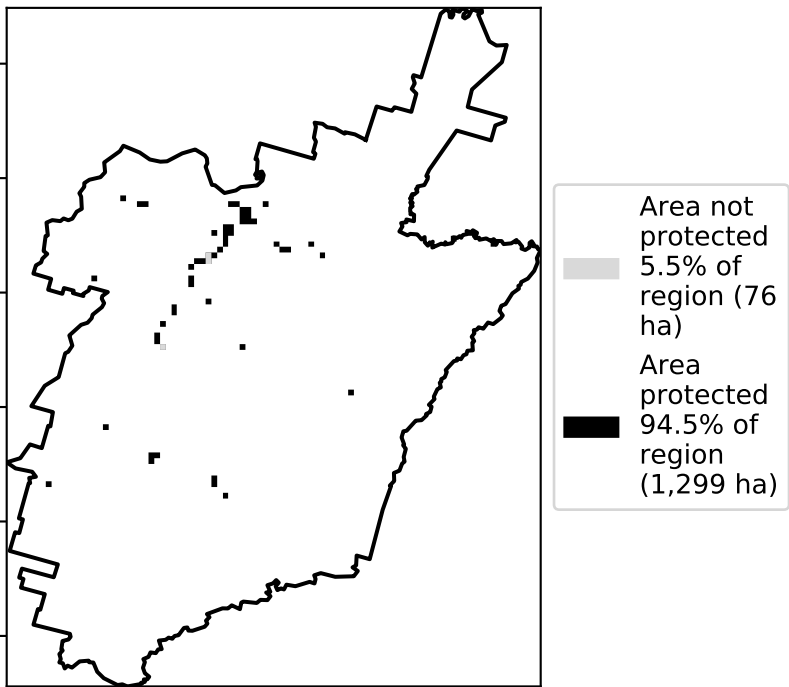 Area not
protected
5.5% of
region (76
ha)
Area
protected
94.5% of
region
(1,299 ha)